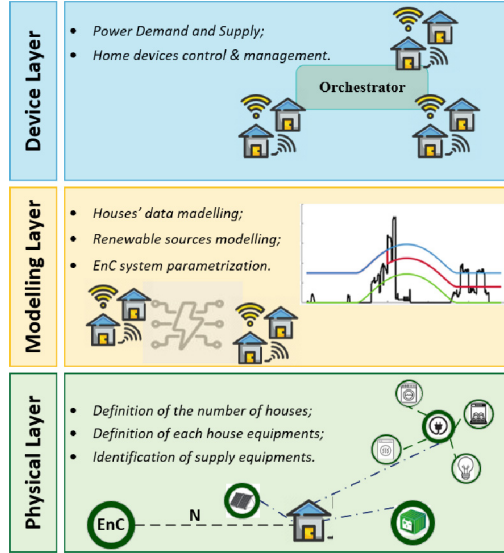 Device Layer
• Power Demand and Supply;
• Home devices control & management.
Orchestrator
Modelling Layer
• Houses' data madelling;
• Renewable sources modelling;
• EnC system parametrization.
Physical Layer
• Definition of the number of houses;
• Definition of each house equipments;
• Identification of supply equipments.
EnC
N